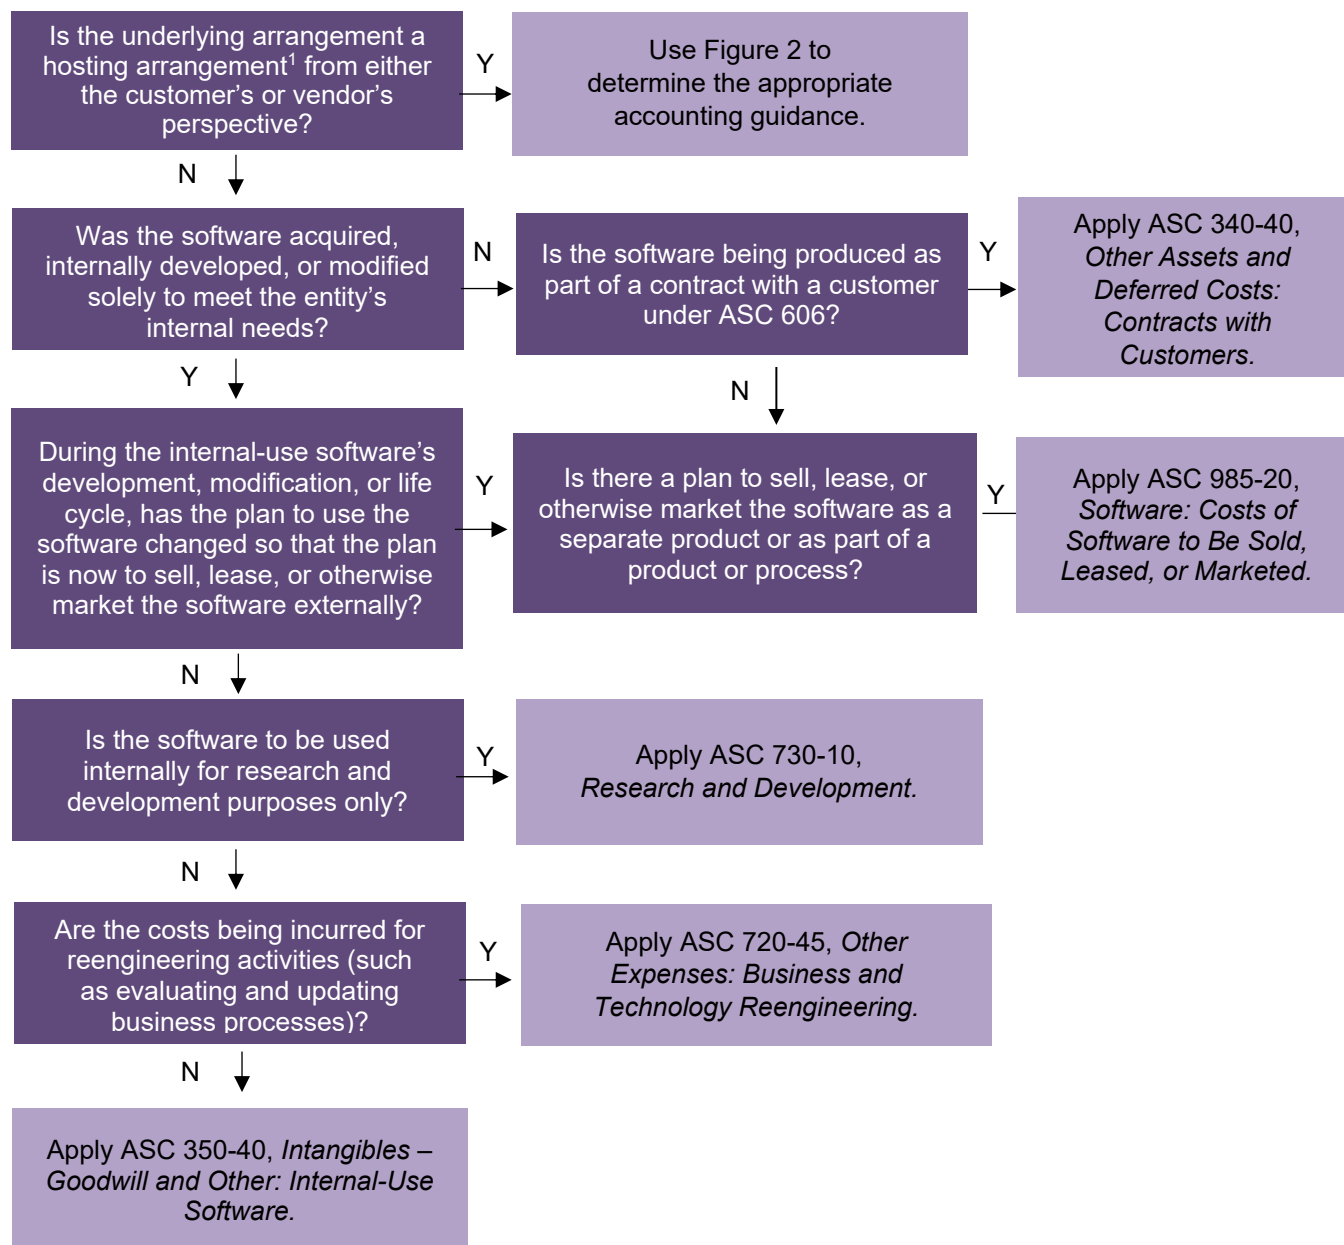 Is the underlying arrangement a
hosting arrangement¹ from either
the customer's or vendor's
perspective?
Y
Use Figure 2 to
determine the appropriate
accounting guidance.
N
Was the software acquired,
internally developed, or modified
solely to meet the entity's
internal needs?
N
Is the software being produced as
part of a contract with a customer
under ASC 606?
Y
Apply ASC 340-40,
Other Assets and
Deferred Costs:
Contracts with
Customers.
Y
N
During the internal-use software's
development, modification, or life
cycle, has the plan to use the
software changed so that the plan
is now to sell, lease, or otherwise
market the software externally?
Y
Is there a plan to sell, lease, or
otherwise market the software as a
separate product or as part of a
product or process?
Y
Apply ASC 985-20,
Software: Costs of
Software to Be Sold,
Leased, or Marketed.
N
Is the software to be used
internally for research and
development purposes only?
Y
Apply ASC 730-10,
Research and Development.
N
Are the costs being incurred for
reengineering activities (such
as evaluating and updating
business processes)?
Y
Apply ASC 720-45, Other
Expenses: Business and
Technology Reengineering.
N
Apply ASC 350-40, Intangibles –
Goodwill and Other: Internal-Use
Software.